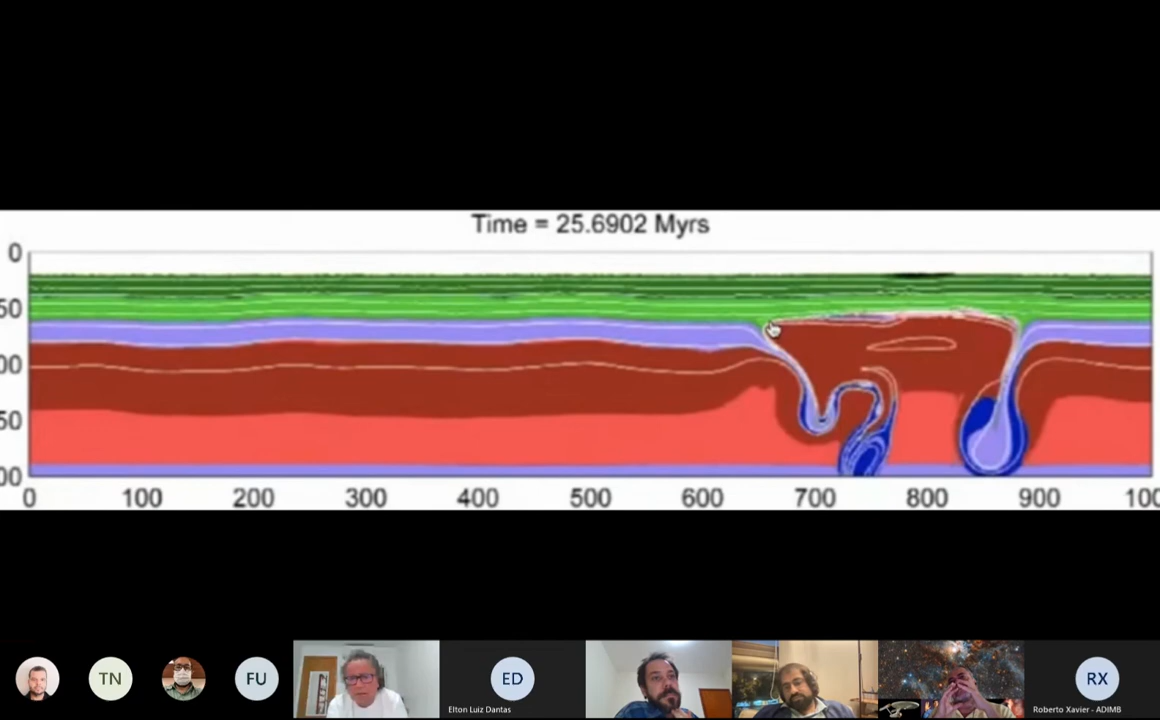 Time = 25.6902 Myrs
0
50
00
50
00
0 100 200 300 400 500 600 700 800 900 100
TN
FU
ED
RX
Elton Luiz Dantas
Roberto Xavier - ADIMB